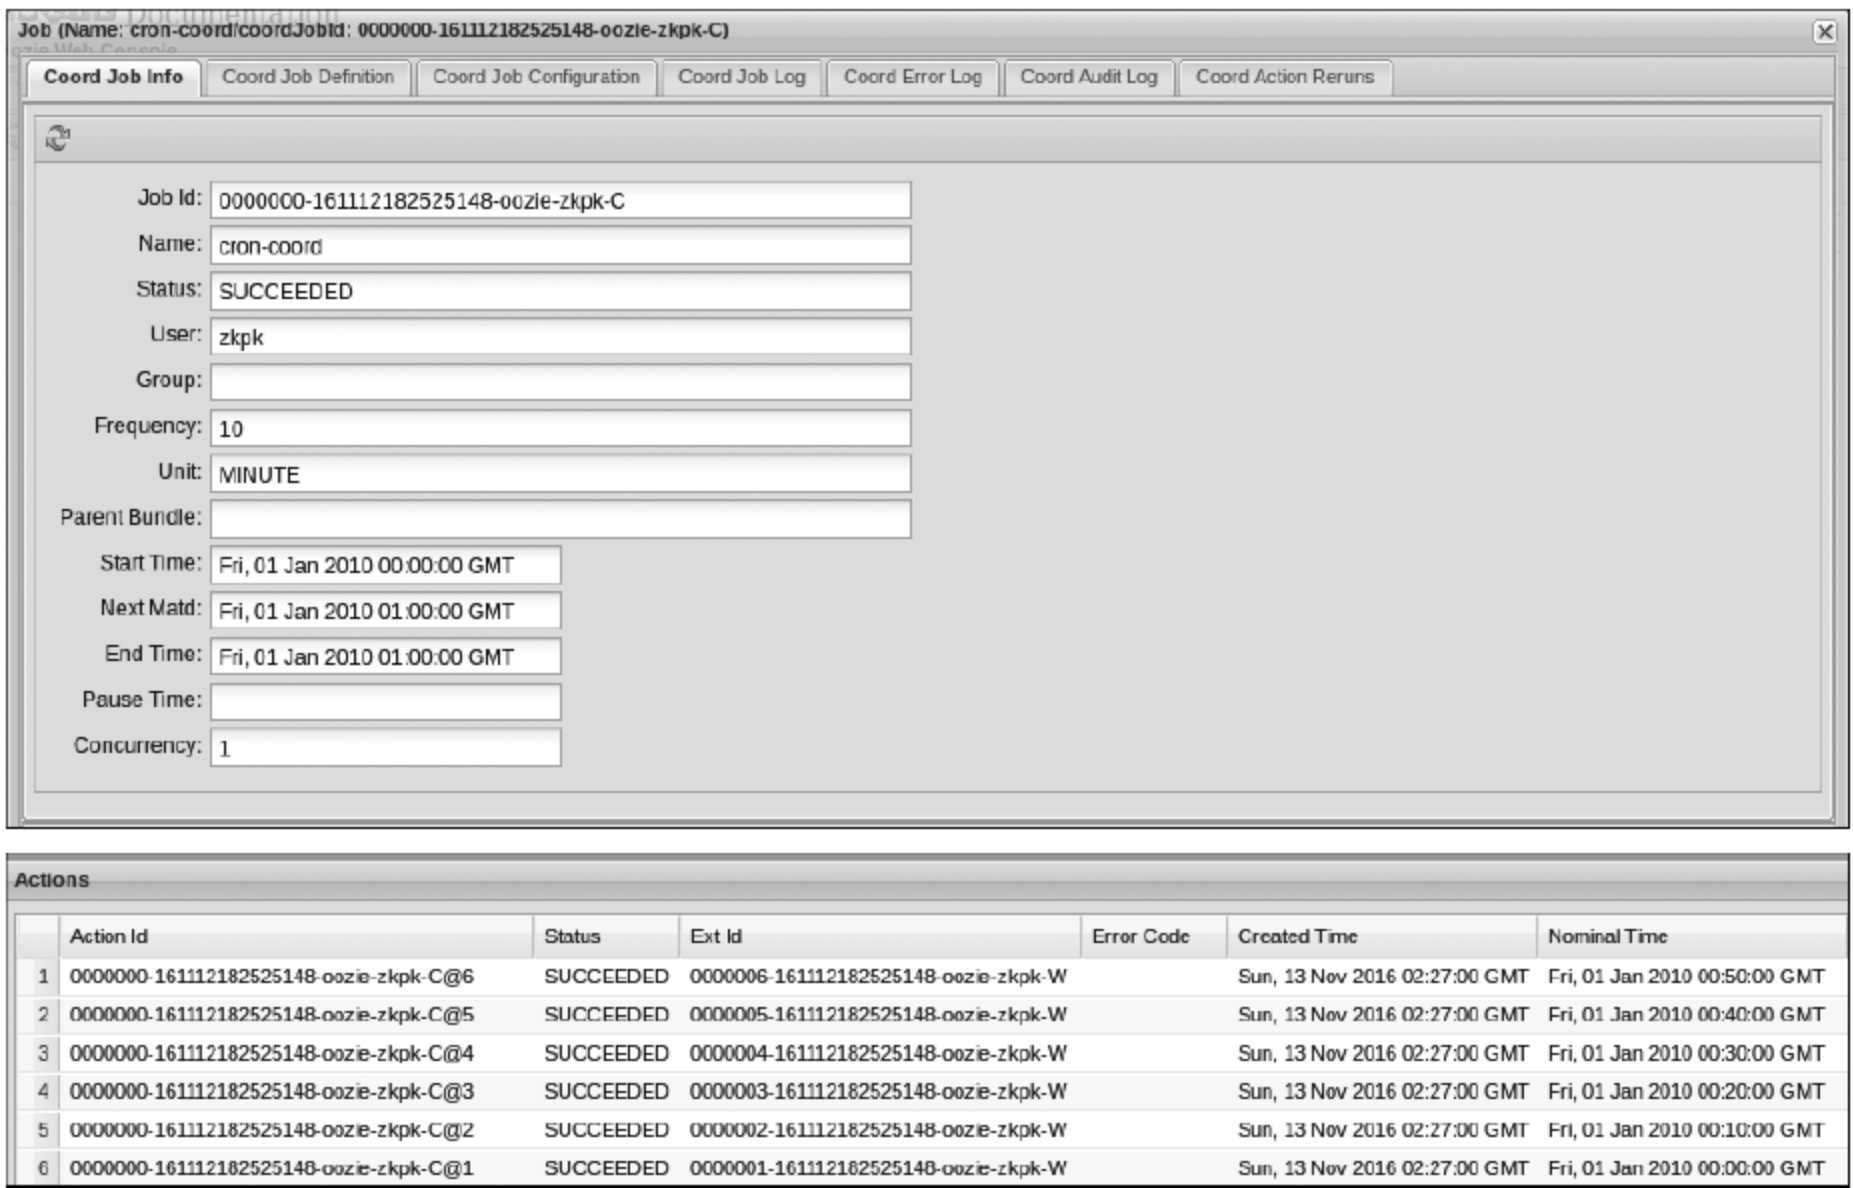 Documentation
Job (Name: cron-coord/coordJobId: 0000000-161112182525148-oozie-zkpk-C)
Web Console
Coord Job Info Coord Job Definition Coord Job Configuration Coord Job Log Coord Error Log Coord Audit Log Coord Action Reruns
Job Id: 0000000-161112182525148-oozie-zkpk-C
Name: cron-coord
Status: SUCCEEDED
User: zkpk
Group:
Frequency: 10
Unit: MINUTE
Parent Bundle:
Start Time: Fri, 01 Jan 2010 00:00:00 GMT
Next Matd: Fri, 01 Jan 2010 01:00:00 GMT
End Time: Fri, 01 Jan 2010 01:00:00 GMT
Pause Time:
Concurrency: 1
Actions
Action Id Status Ext Id Error Code Created Time Nominal Time
1 0000000-161112182525148-oozie-zkpk-C@6 SUCCEEDED 0000006-161112182525148-oozie-zkpk-W Sun, 13 Nov 2016 02:27:00 GMT Fri, 01 Jan 2010 00:50:00 GMT
2 0000000-161112182525148-oozie-zkpk-C@5 SUCCEEDED 0000005-161112182525148-oozie-zkpk-W Sun, 13 Nov 2016 02:27:00 GMT Fri, 01 Jan 2010 00:40:00 GMT
3 0000000-161112182525148-oozie-zkpk-C@4 SUCCEEDED 0000004-161112182525148-oozie-zkpk-W Sun, 13 Nov 2016 02:27:00 GMT Fri, 01 Jan 2010 00:30:00 GMT
4 0000000-161112182525148-oozie-zkpk-C@3 SUCCEEDED 0000003-161112182525148-oozie-zkpk-W Sun, 13 Nov 2016 02:27:00 GMT Fri, 01 Jan 2010 00:20:00 GMT
5 0000000-161112182525148-oozie-zkpk-C@2 SUCCEEDED 0000002-161112182525148-oozie-zkpk-W Sun, 13 Nov 2016 02:27:00 GMT Fri, 01 Jan 2010 00:10:00 GMT
6 0000000-161112182525148-oozie-zkpk-C@1 SUCCEEDED 0000001-161112182525148-oozie-zkpk-W Sun, 13 Nov 2016 02:27:00 GMT Fri, 01 Jan 2010 00:00:00 GMT